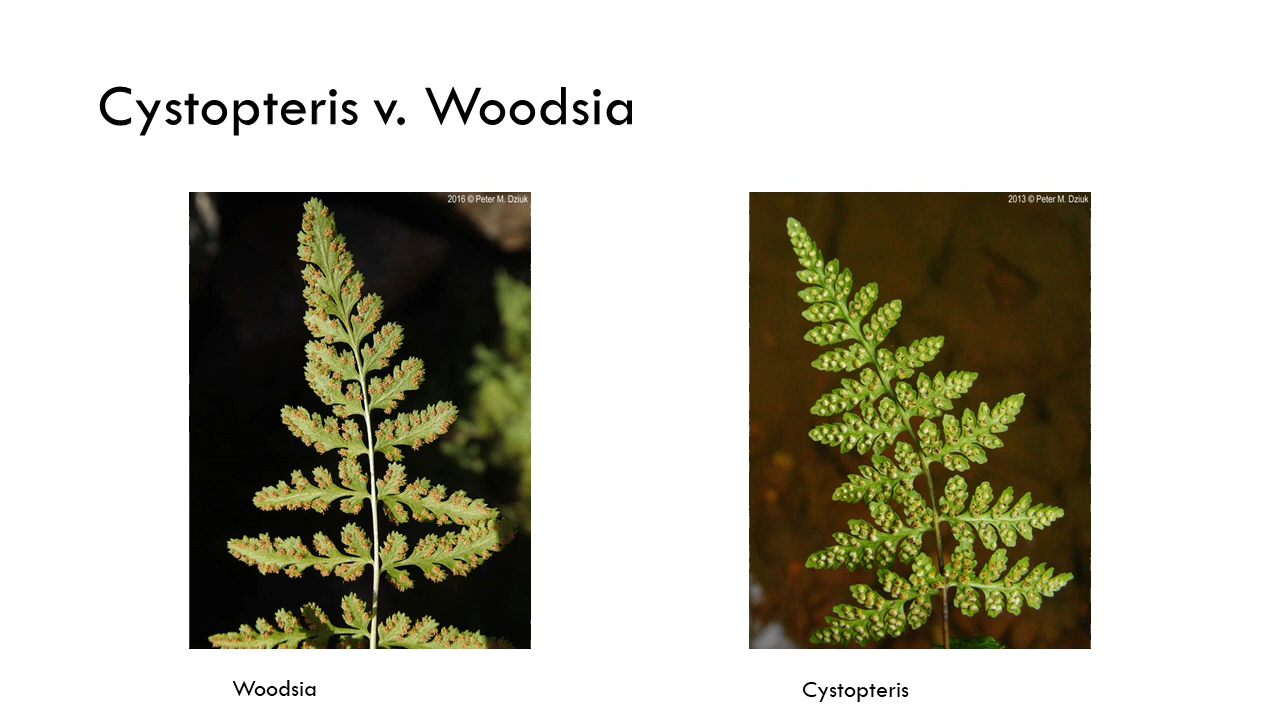 Cystopteris v. Woodsia
2016 © Peter M. Dziuk
2013 © Peter M. Dziuk
Woodsia
Cystopteris